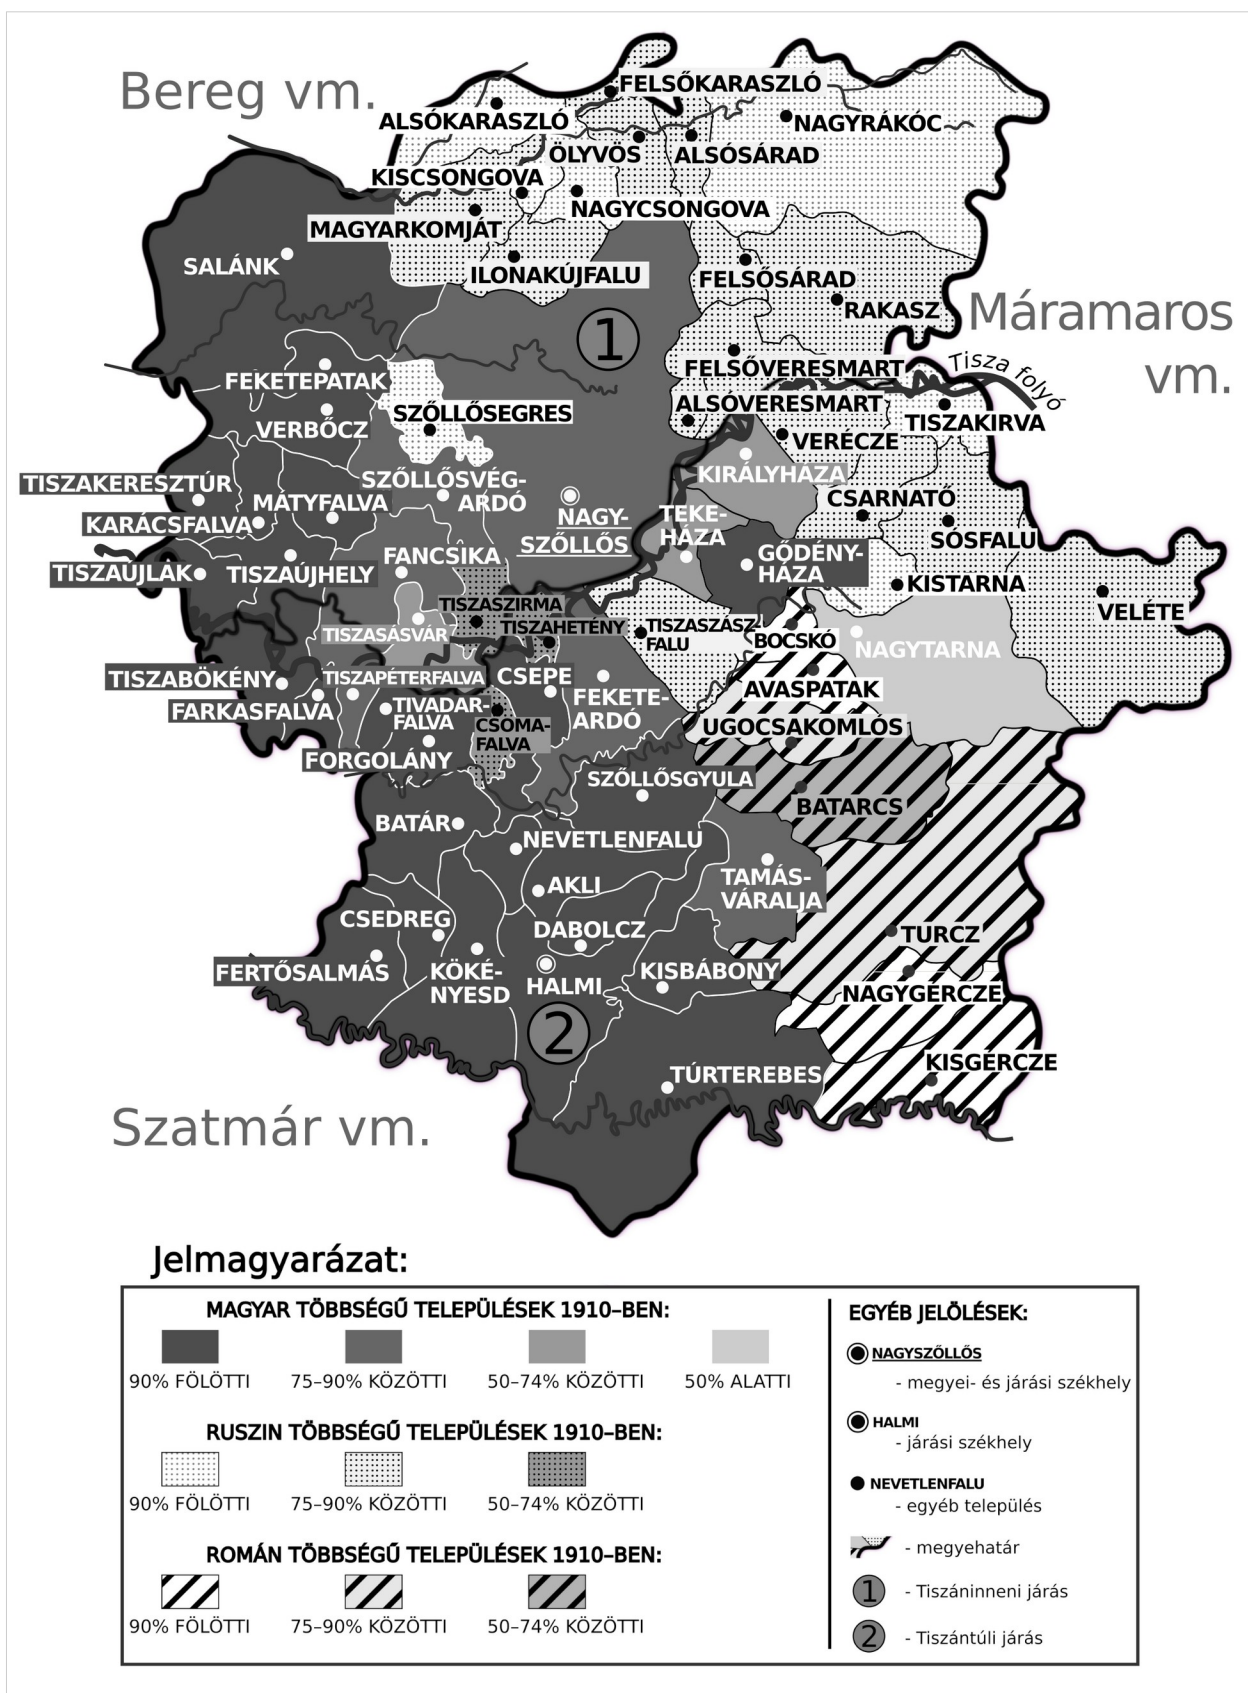 Bereg vm.
FELSŐKARASZLÓ
ALSÓKARASZLÓ
NAGYRÁKÓC
ÖLYVÖS
ALSÓSÁRAD
KISCSONGOVA
NAGYCSONGOVA
MAGYARKOMJÁT
SALÁNK
ILONAKÚJFALU
FELSŐSÁRAD
RAKASZ
Máramaros
vm.
1
FELSŐVERESMART
Tisza folyó
FEKETEPATAK
ALSÓVERESMART
SZŐLLŐSEGRES
TISZAKIRVA
VERBŐCZ
VERÉCZE
KIRÁLYHÁZA
TISZAKERESZTÚR
SZŐLLŐSVÉG-
ARDÓ
MÁTYFALVA
CSARNATŐ
KARÁCSFALVA
NAGY-
SZŐLLŐS
TEKE-
HÁZA
SÓSFALU
FANCSIKA
GŐDÉNY-
HÁZA
TISZAÚJLAK
TISZAÚJHELY
KISTARNA
VELÉTE
TISZASZIRMA
TISZAHETÉNY
TISZASÁSVÁR
TISZASZÁSZ-
FALU
BOCSKÓ
NAGYTARNA
TISZABÖKÉNY
TISZAPÉTERFALVA
CSEPE
AVASPATAK
FARKASFALVA
TIVADAR-
FALVA
FEKETE-
ARDÓ
CSOMA-
FALVA
UGOCSAKOMLÓS
FORGOLÁNY
SZŐLLŐSGYULA
BATARCS
BATÁR
NEVETLENFALU
AKLI
TAMÁS-
VÁRALJA
CSEDREG
DABOLCZ
TURCZ
FERTŐSALMÁS
KÖKÉ-
NYESD
HALMI
KISBÁBONY
NAGYGÉRCZE
2
KISGÉRCZE
TÚRTEREBES
Szatmár vm.
Jelmagyarázat:
MAGYAR TÖBBSÉGŰ TELEPÜLÉSEK 1910–BEN:
90% FÖLÖTTI
75–90% KÖZÖTTI
50–74% KÖZÖTTI
50% ALATTI
RUSZIN TÖBBSÉGŰ TELEPÜLÉSEK 1910–BEN:
90% FÖLÖTTI
75–90% KÖZÖTTI
50–74% KÖZÖTTI
ROMÁN TÖBBSÉGŰ TELEPÜLÉSEK 1910–BEN:
90% FÖLÖTTI
75–90% KÖZÖTTI
50–74% KÖZÖTTI
EGYÉB JELÖLÉSEK:
NAGYSZŐLLŐS
- megyei- és járási székhely
HALMI
- járási székhely
NEVETLENFALU
- egyéb település
- megyehatár
1 - Tiszáninneni járás
2 - Tiszántúli járás